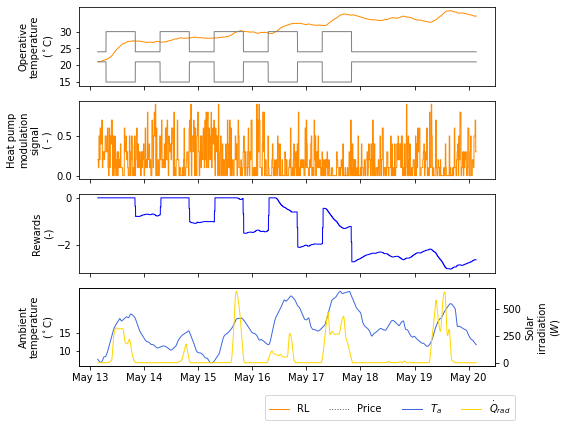 Operative
temperature
(°C)
30
25
20
15
Heat pump
modulation
signal
( - )
0.5
0.0
Rewards
(-)
0
−2
Ambient
temperature
(°C)
15
10
500
250
0
Solar
irradiation
(W)
May 13 May 14 May 15 May 16 May 17 May 18 May 19 May 20
RL Price Tₐ Q̇_rad